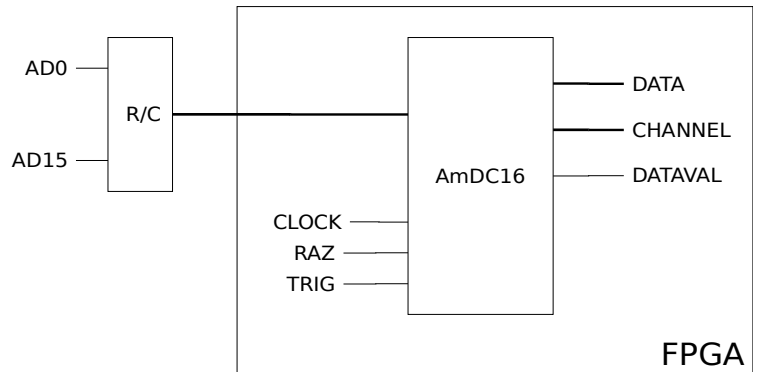 AD0
R/C
AD15
DATA
CHANNEL
AmDC16
DATAVAL
CLOCK
RAZ
TRIG
FPGA